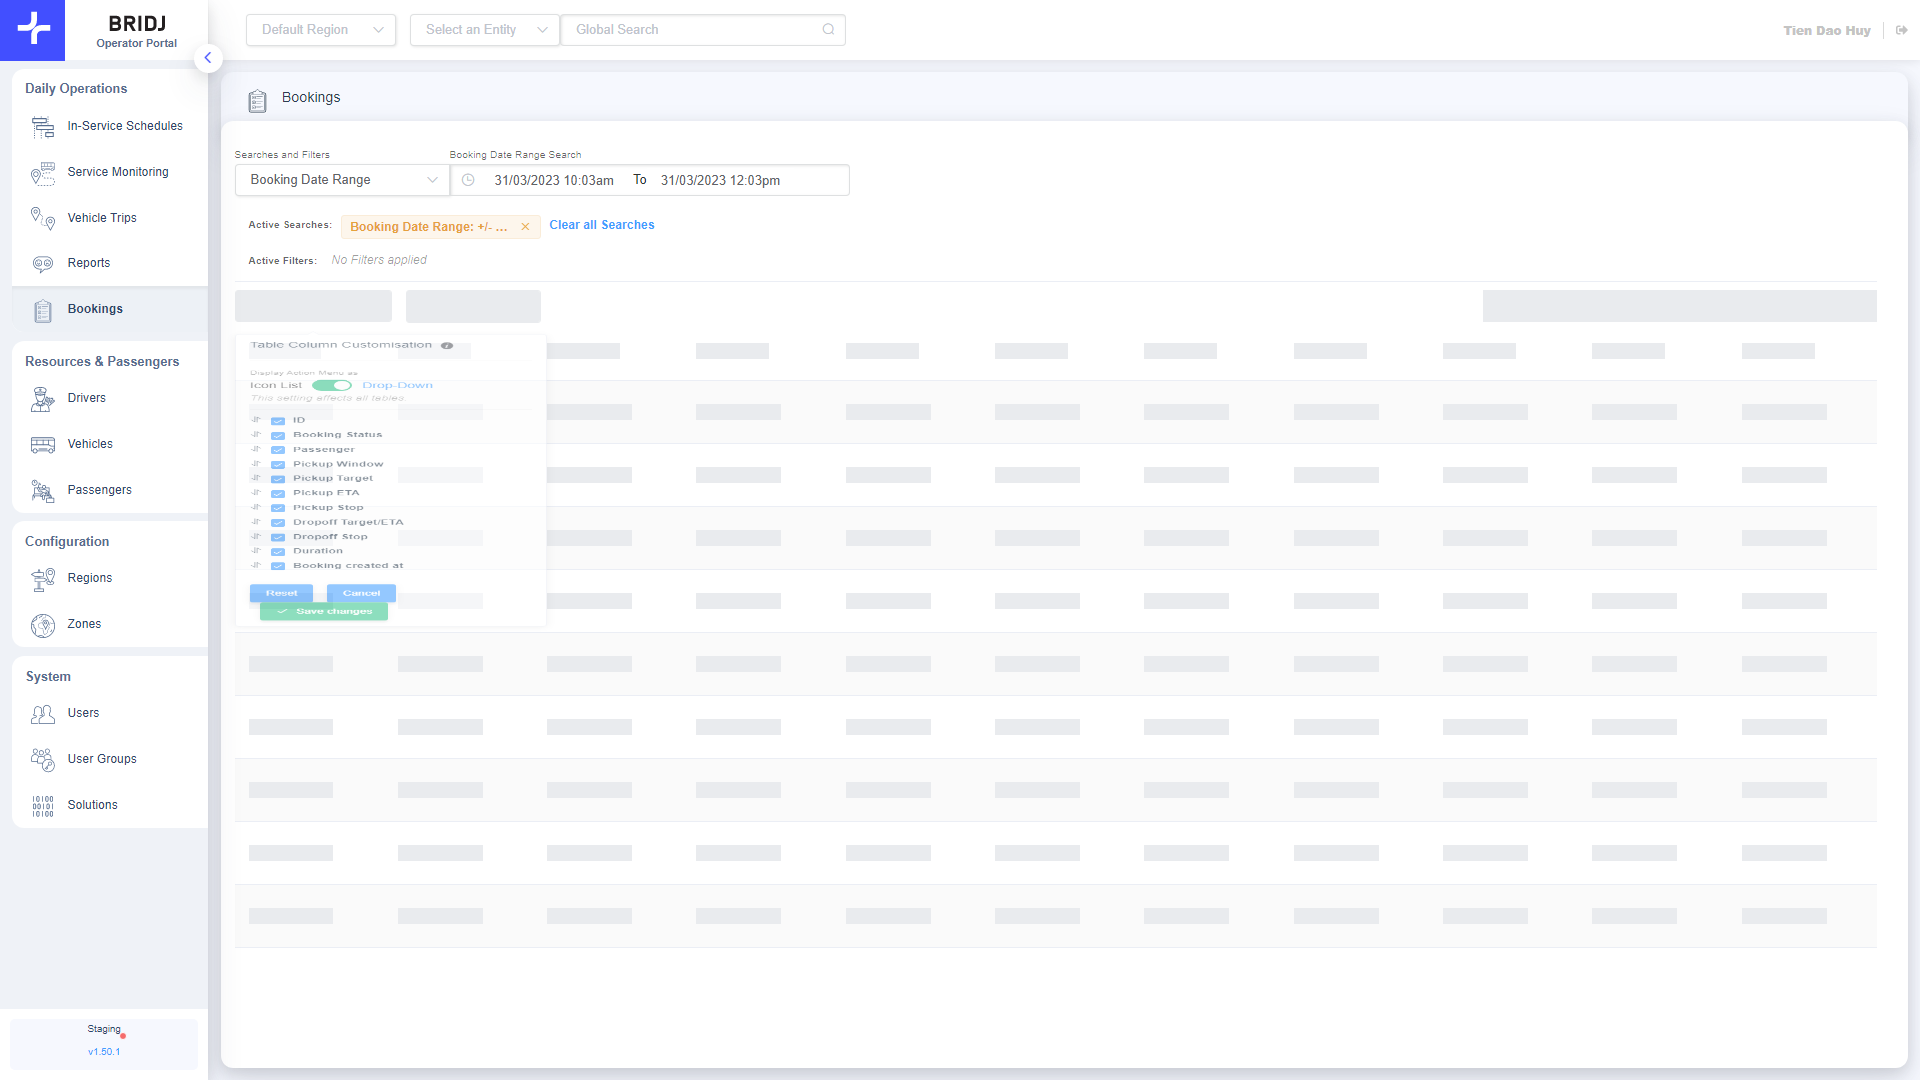 BRIDJ
Operator Portal
Default Region
Select an Entity
Global Search
Tien Dao Huy
Daily Operations
In-Service Schedules
Service Monitoring
Vehicle Trips
Reports
Bookings
Resources & Passengers
Drivers
Vehicles
Passengers
Configuration
Regions
Zones
System
Users
User Groups
10100
00101
10100
Solutions
Staging
v1.50.1
Bookings
Searches and Filters
Booking Date Range Search
Booking Date Range
31/03/2023 10:03am To 31/03/2023 12:03pm
Active Searches: Booking Date Range: +/- ... Clear all Searches
Active Filters: No Filters applied
Table Column Customisation
Display Action Menu as
Icon List Drop-Down
This setting effects all tables.
ID
Booking Status
Passenger
Pickup Window
Pickup Target
Pickup ETA
Pickup Stop
Dropoff Target/ETA
Dropoff Stop
Duration
Booking created at
Reset Cancel
Save changes